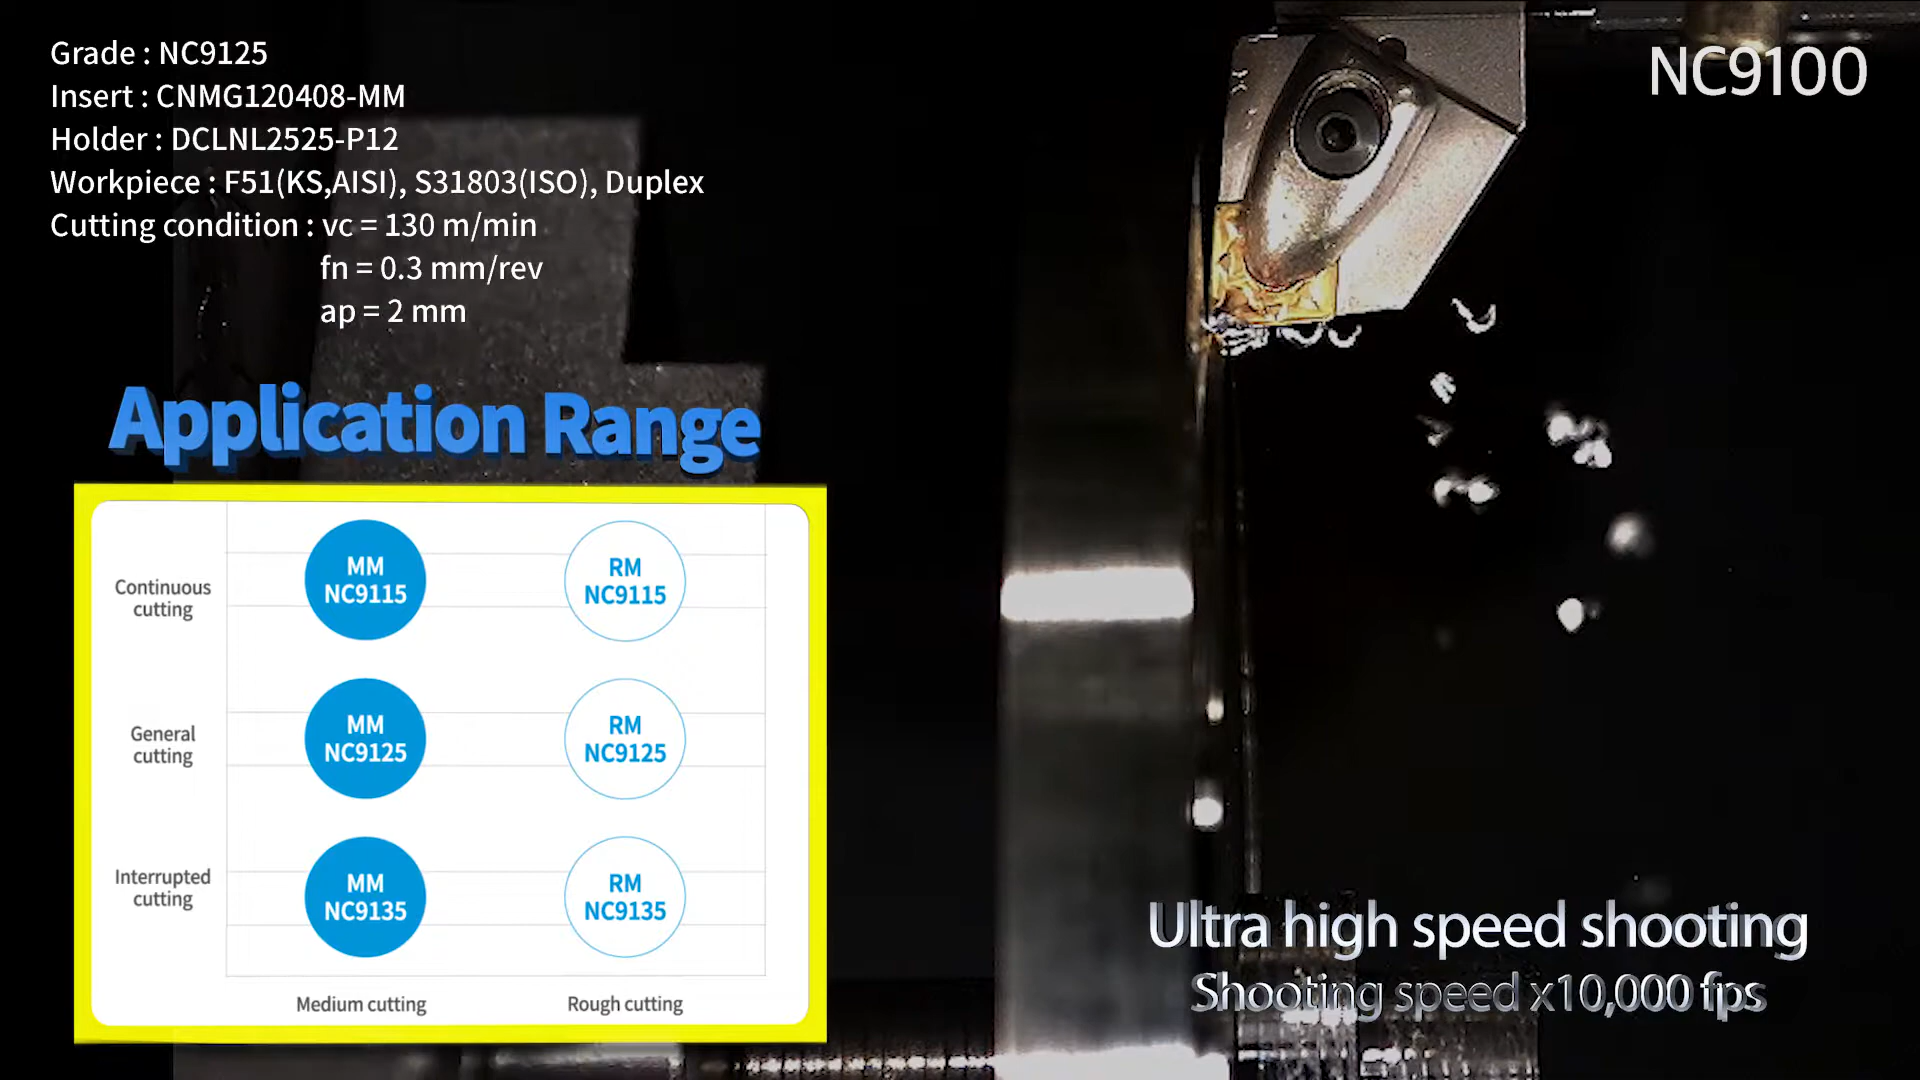 Grade : NC9125
Insert : CNMG120408-MM
Holder : DCLNL2525-P12
Workpiece : F51(KS,AISI), S31803(ISO), Duplex
Cutting condition : vc = 130 m/min
fn = 0.3 mm/rev
ap = 2 mm
NC9100
Application Range
Continuous
cutting
MM
NC9115
RM
NC9115
General
cutting
MM
NC9125
RM
NC9125
Interrupted
cutting
MM
NC9135
RM
NC9135
Medium cutting
Rough cutting
Ultra high speed shooting
Shooting speed x10,000 fps